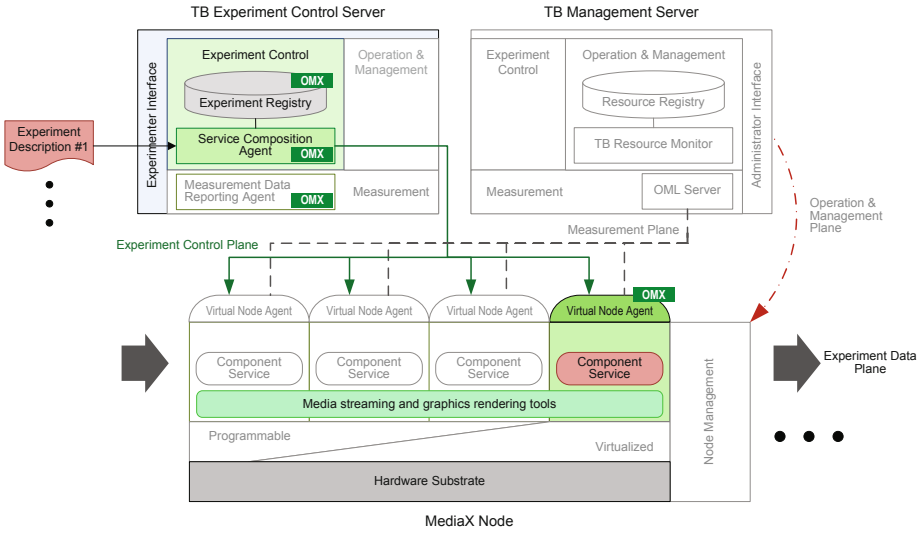 TB Experiment Control Server
TB Management Server
Experimenter Interface
Experiment Control
OMX
Experiment Registry
Service Composition
Agent
OMX
Measurement Data
Reporting Agent
OMX
Operation &
Management
Measurement
Experiment
Description #1
Experiment
Control
Operation & Management
Resource Registry
TB Resource Monitor
Measurement
OML Server
Administrator Interface
Operation &
Management
Plane
Measurement Plane
Experiment Control Plane
OMX
Virtual Node Agent
Virtual Node Agent
Virtual Node Agent
Virtual Node Agent
Component
Service
Component
Service
Component
Service
Component
Service
Media streaming and graphics rendering tools
Programmable
Virtualized
Hardware Substrate
Node Management
Experiment Data
Plane
MediaX Node